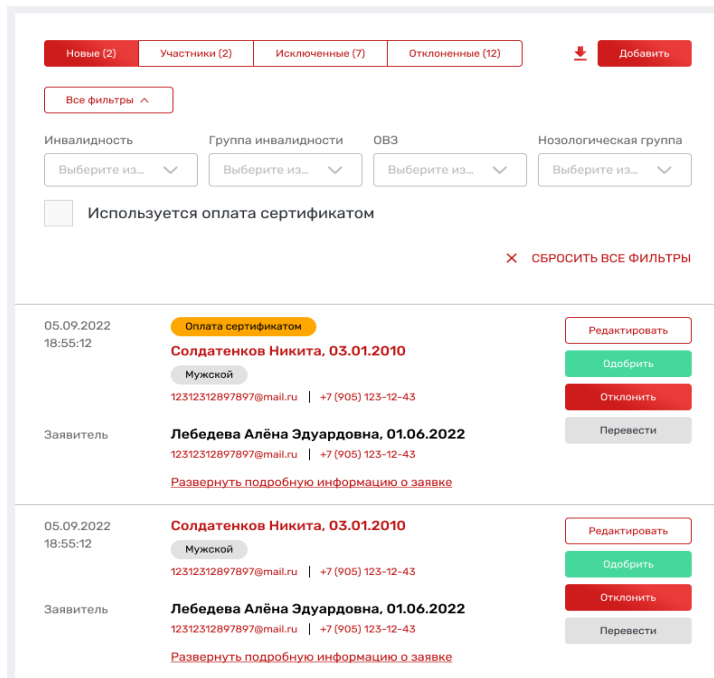 Новые (2) Участники (2) Исключенные (7) Отклоненные (12) Добавить
Все фильтры
Инвалидность Группа инвалидности ОВЗ Нозологическая группа
Выберите из... Выберите из... Выберите из... Выберите из...
Используется оплата сертификатом
СБРОСИТЬ ВСЕ ФИЛЬТРЫ
05.09.2022 Оплата сертификатом Редактировать
18:55:12
Солдатенков Никита, 03.01.2010
Одобрить
Мужской
12312312897897@mail.ru +7 (905) 123-12-43 Отклонить
Заявитель Лебедева Алёна Эдуардовна, 01.06.2022 Перевести
12312312897897@mail.ru +7 (905) 123-12-43
Развернуть подробную информацию о заявке
05.09.2022 Солдатенков Никита, 03.01.2010 Редактировать
18:55:12
Мужской
Одобрить
12312312897897@mail.ru +7 (905) 123-12-43
Отклонить
Заявитель Лебедева Алёна Эдуардовна, 01.06.2022
12312312897897@mail.ru +7 (905) 123-12-43 Перевести
Развернуть подробную информацию о заявке